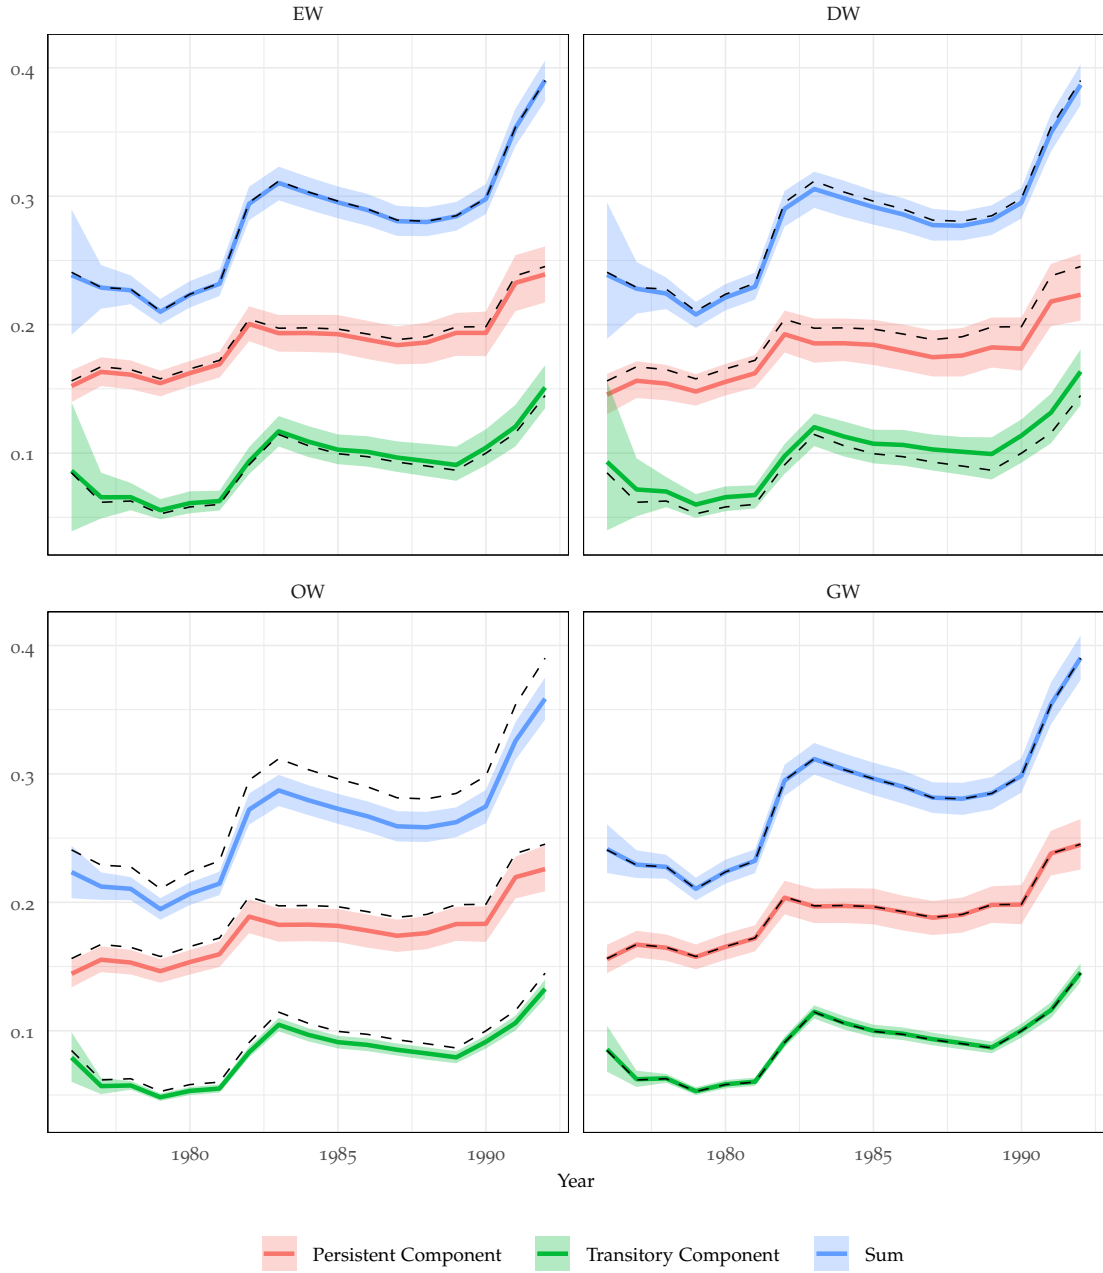 EW
DW
0.4
0.3
0.2
0.1
OW
GW
0.4
0.3
0.2
0.1
1980
1985
1990
1980
1985
1990
Year
Persistent Component
Transitory Component
Sum